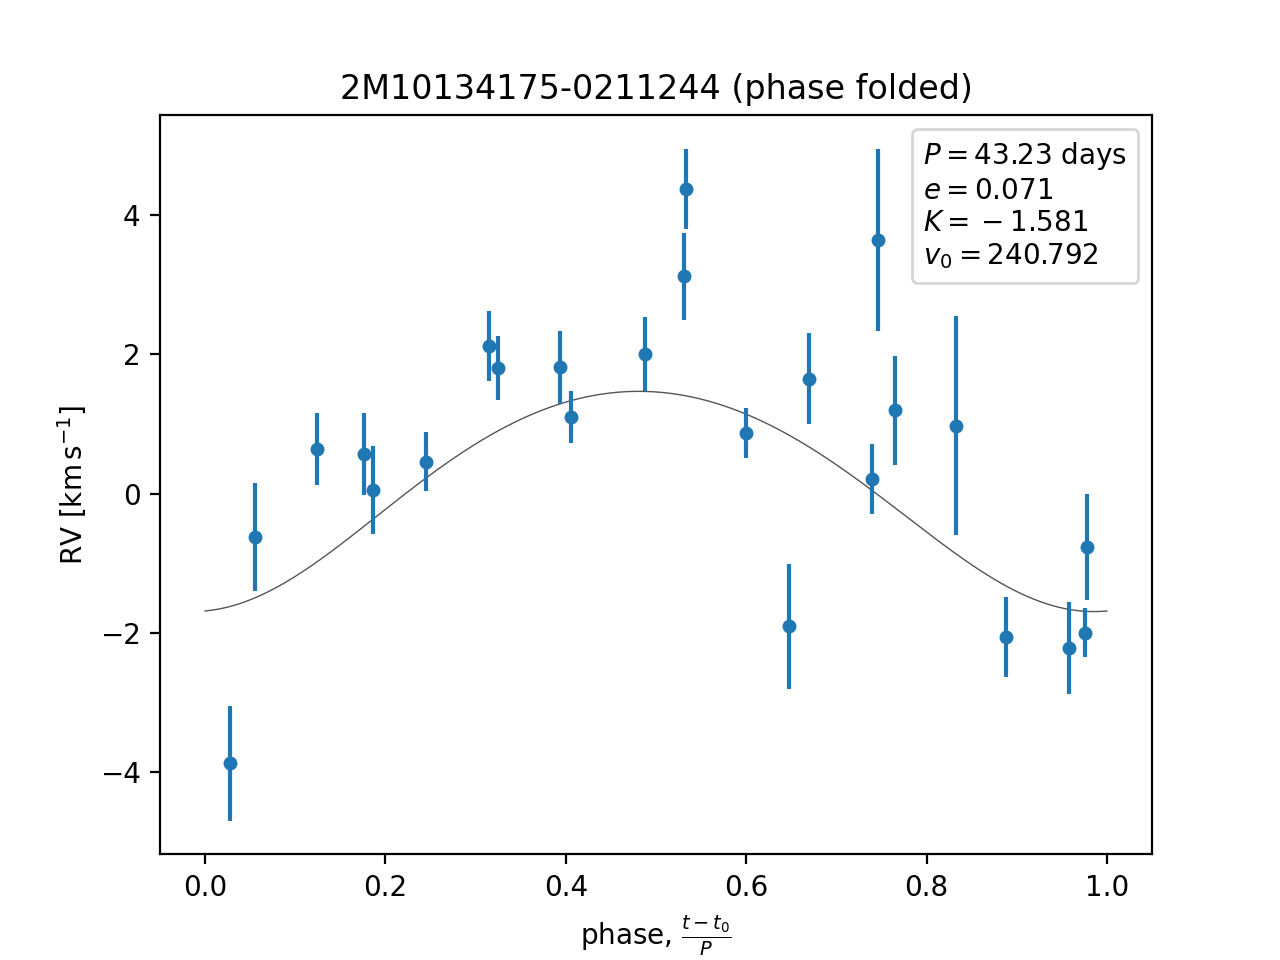 2M10134175-0211244 (phase folded)
P = 43.23 days
e = 0.071
K = −1.581
v₀ = 240.792
4
2
0
−2
−4
RV [km s⁻¹]
0.0 0.2 0.4 0.6 0.8 1.0
phase, (t − t₀)/P